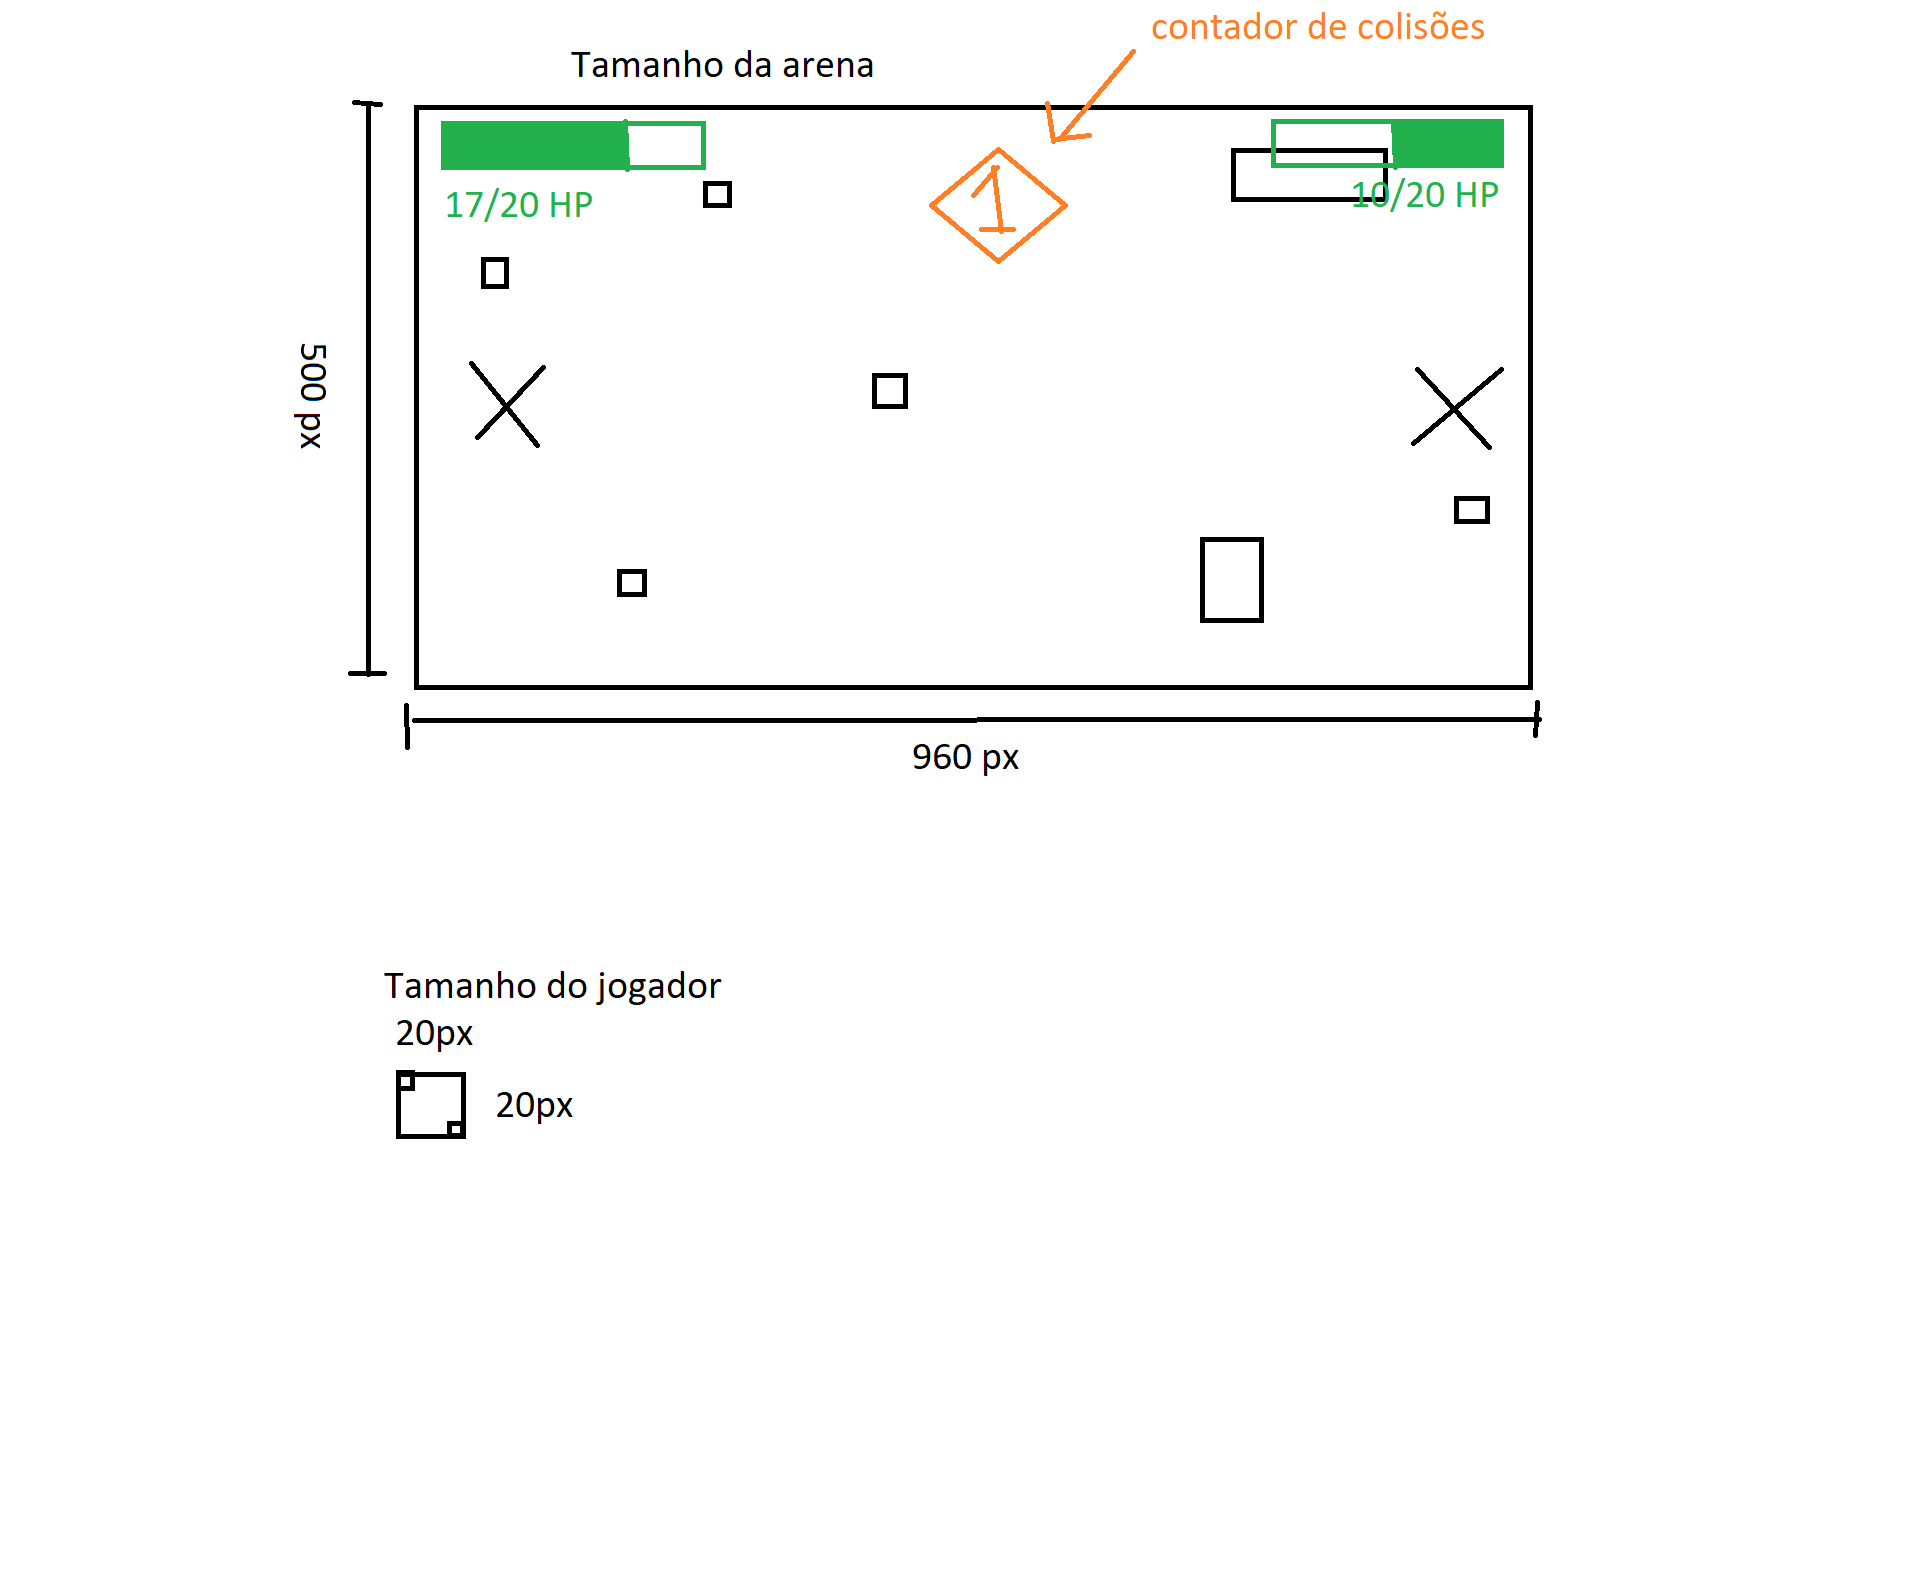 contador de colisões
Tamanho da arena
17/20 HP
1
10/20 HP
500 px
960 px
Tamanho do jogador
20px
20px